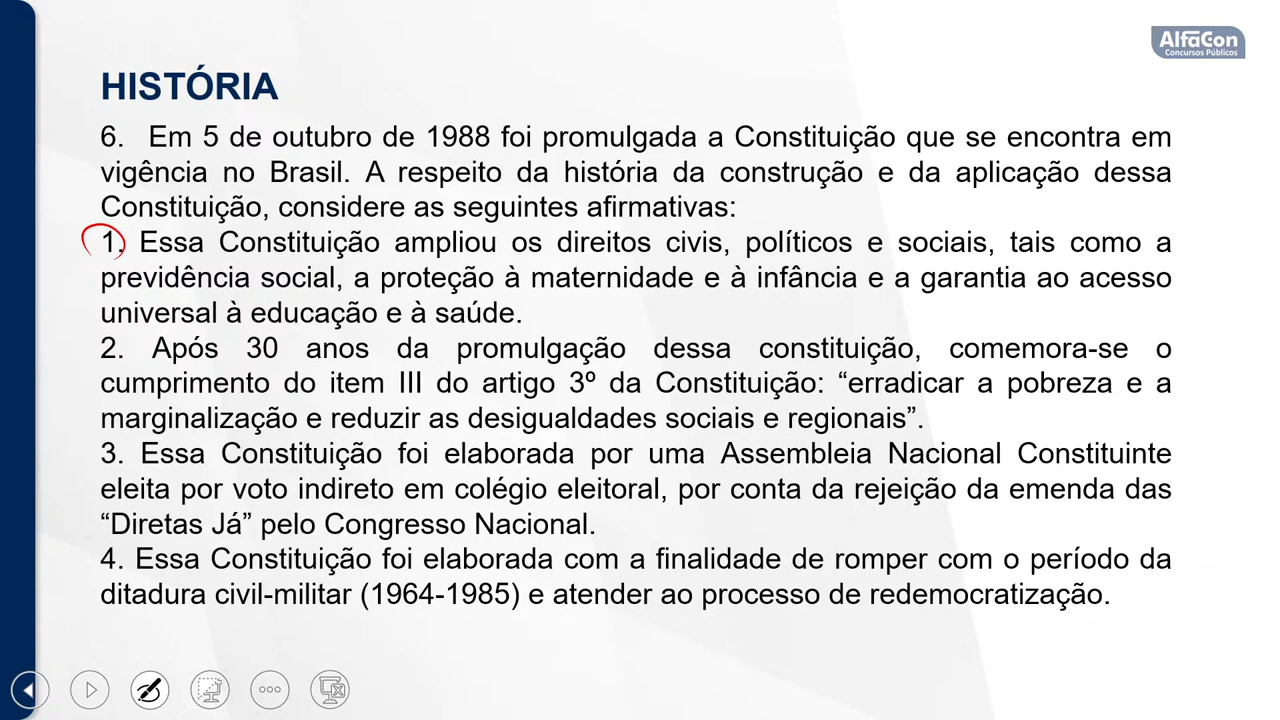 AlfaCon
Concursos Públicos
HISTÓRIA
6. Em 5 de outubro de 1988 foi promulgada a Constituição que se encontra em
vigência no Brasil. A respeito da história da construção e da aplicação dessa
Constituição, considere as seguintes afirmativas:
1. Essa Constituição ampliou os direitos civis, políticos e sociais, tais como a
previdência social, a proteção à maternidade e à infância e a garantia ao acesso
universal à educação e à saúde.
2. Após 30 anos da promulgação dessa constituição, comemora-se o
cumprimento do item III do artigo 3º da Constituição: “erradicar a pobreza e a
marginalização e reduzir as desigualdades sociais e regionais”.
3. Essa Constituição foi elaborada por uma Assembleia Nacional Constituinte
eleita por voto indireto em colégio eleitoral, por conta da rejeição da emenda das
“Diretas Já” pelo Congresso Nacional.
4. Essa Constituição foi elaborada com a finalidade de romper com o período da
ditadura civil-militar (1964-1985) e atender ao processo de redemocratização.